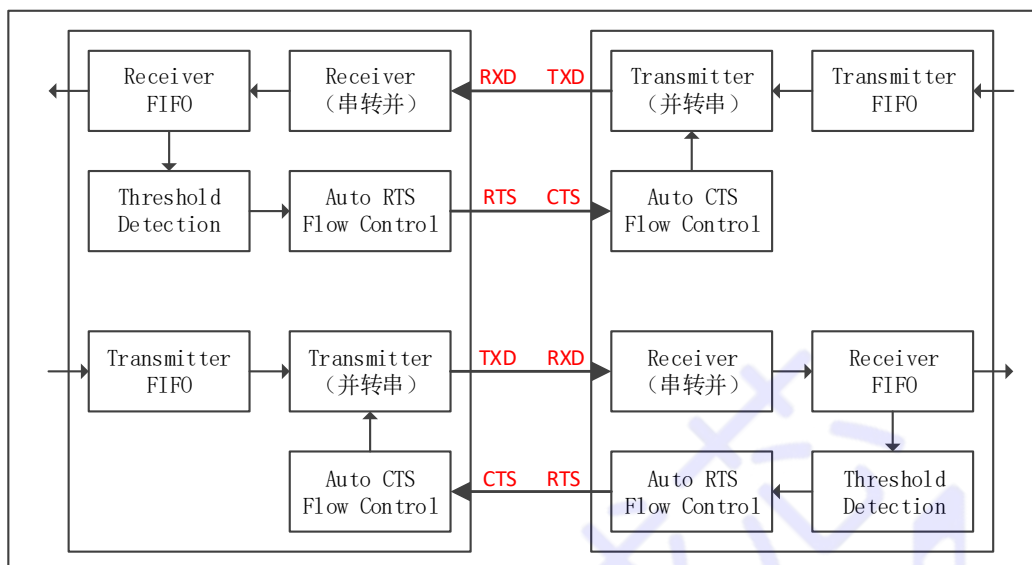 Receiver
FIFO
Receiver
（串转并）
RXD
TXD
Transmitter
（并转串）
Transmitter
FIFO
Threshold
Detection
Auto RTS
Flow Control
RTS
CTS
Auto CTS
Flow Control
Transmitter
FIFO
Transmitter
（并转串）
TXD
RXD
Receiver
（串转并）
Receiver
FIFO
Auto CTS
Flow Control
CTS
RTS
Auto RTS
Flow Control
Threshold
Detection